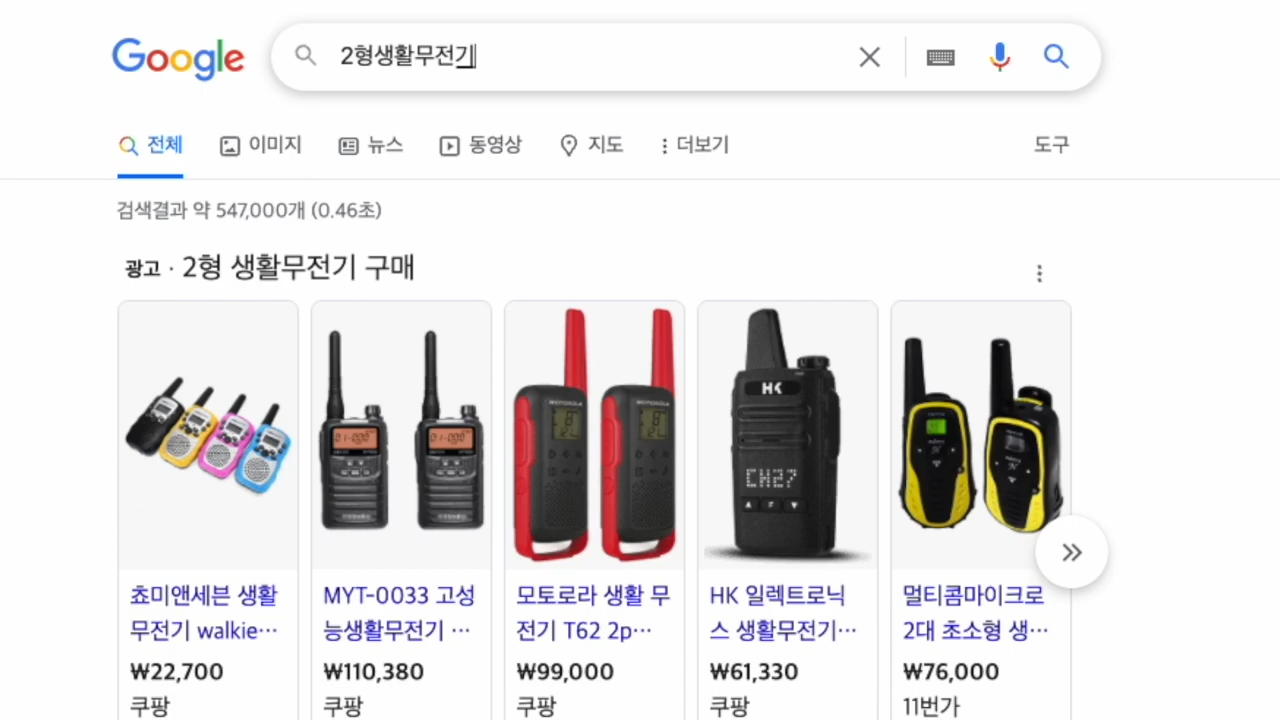 Google
2형생활무전기
전체 이미지 뉴스 동영상 지도 더보기 도구
검색결과 약 547,000개 (0.46초)
광고 · 2형 생활무전기 구매
MOTOROLA MOTOROLA
HK
CH27
쵸미앤세븐 생활
무전기 walkie…
₩22,700
쿠팡
MYT-0033 고성
능생활무전기 …
₩110,380
쿠팡
모토로라 생활 무
전기 T62 2p…
₩99,000
쿠팡
HK 일렉트로닉
스 생활무전기…
₩61,330
쿠팡
멀티콤마이크로
2대 초소형 생…
₩76,000
11번가